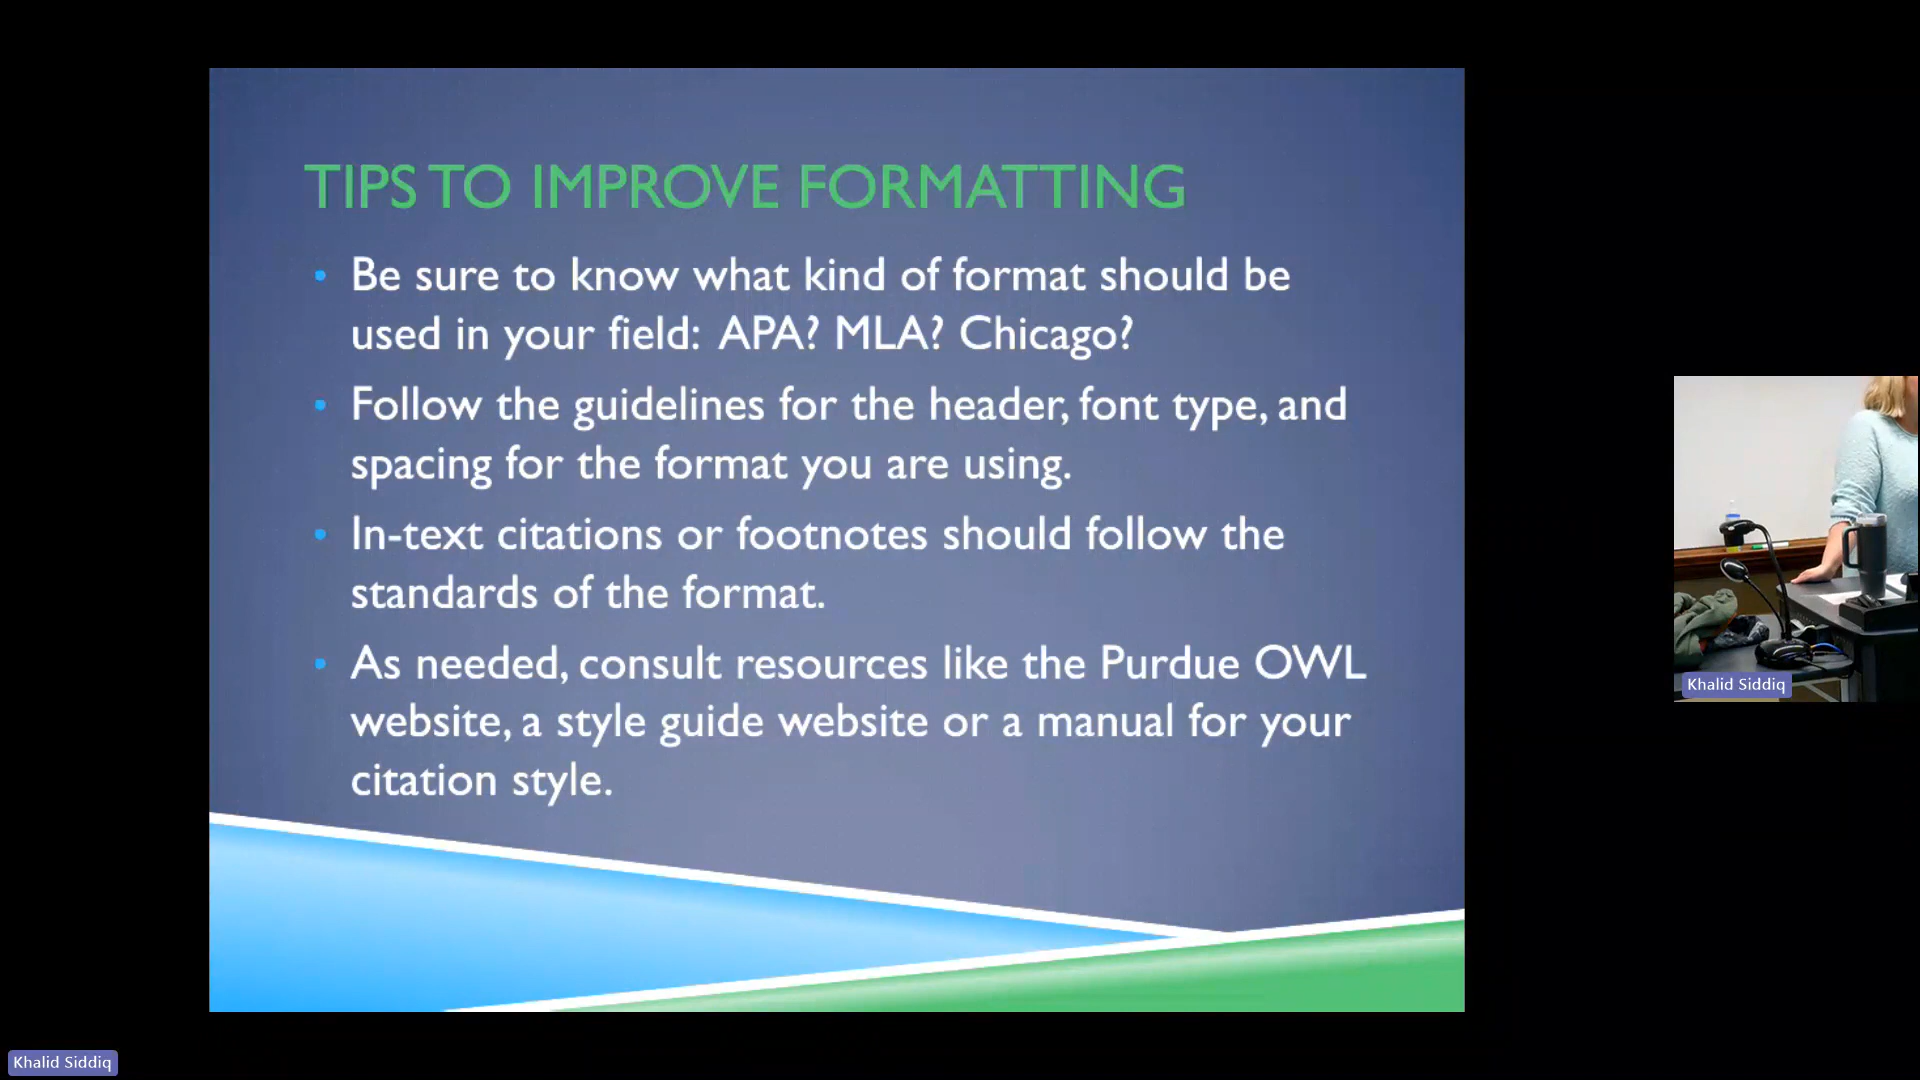 TIPS TO IMPROVE FORMATTING
• Be sure to know what kind of format should be
used in your field: APA? MLA? Chicago?
• Follow the guidelines for the header, font type, and
spacing for the format you are using.
• In-text citations or footnotes should follow the
standards of the format.
• As needed, consult resources like the Purdue OWL
website, a style guide website or a manual for your
citation style.
Khalid Siddiq
Khalid Siddiq